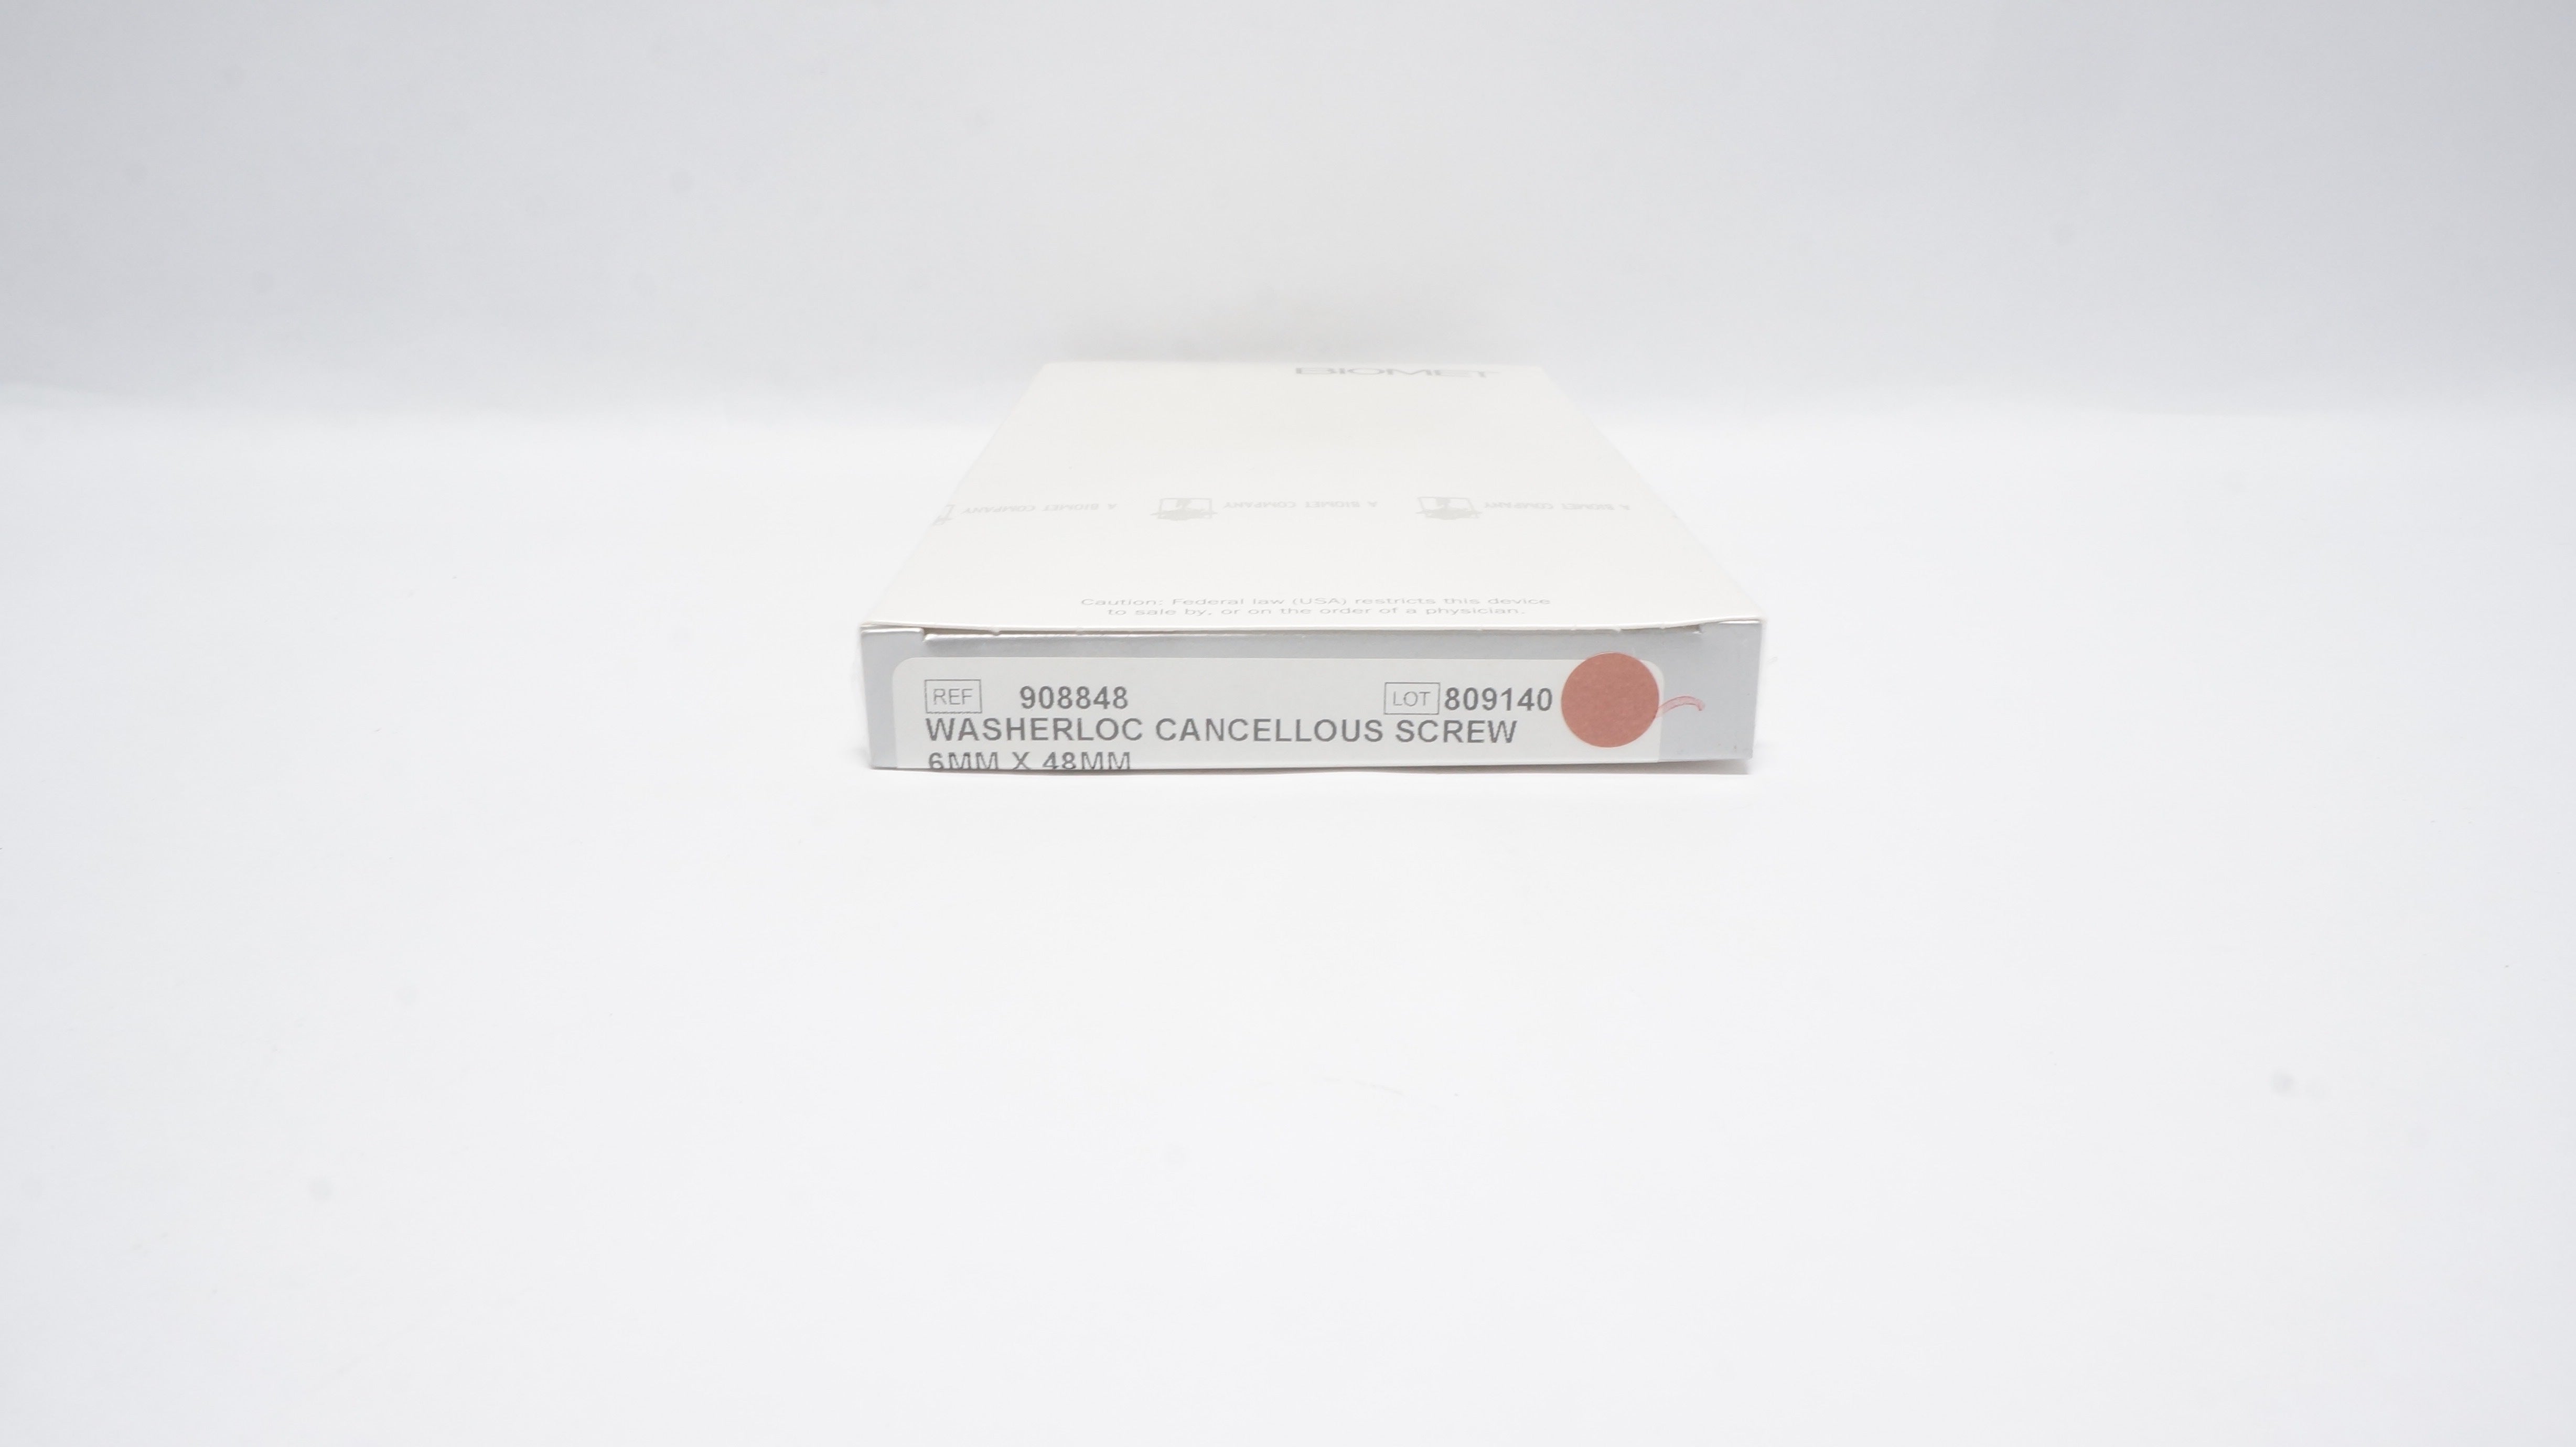 BIOMET
A BIOMET COMPANY A BIOMET COMPANY A BIOMET COMPANY
Caution: Federal law (USA) restricts this device
to sale by, or on the order of a physician.
REF 908848 LOT 809140
WASHERLOC CANCELLOUS SCREW
6MM X 48MM